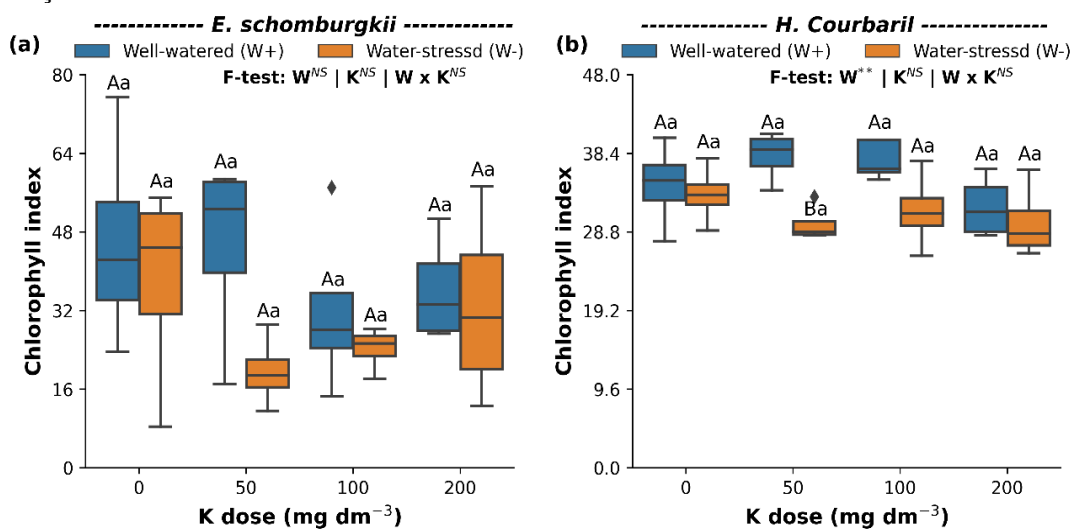 E. schomburgkii
(a)
Well-watered (W+) Water-stressd (W-)
F-test: W^NS | K^NS | W x K^NS
80
64
48
32
16
0
Chlorophyll index
Aa Aa Aa Aa Aa Aa Aa Aa
0 50 100 200
K dose (mg dm⁻³)
H. Courbaril
(b)
Well-watered (W+) Water-stressd (W-)
F-test: W^** | K^NS | W x K^NS
48.0
38.4
28.8
19.2
9.6
0.0
Chlorophyll index
Aa Aa Aa Ba Aa Aa Aa Aa
0 50 100 200
K dose (mg dm⁻³)